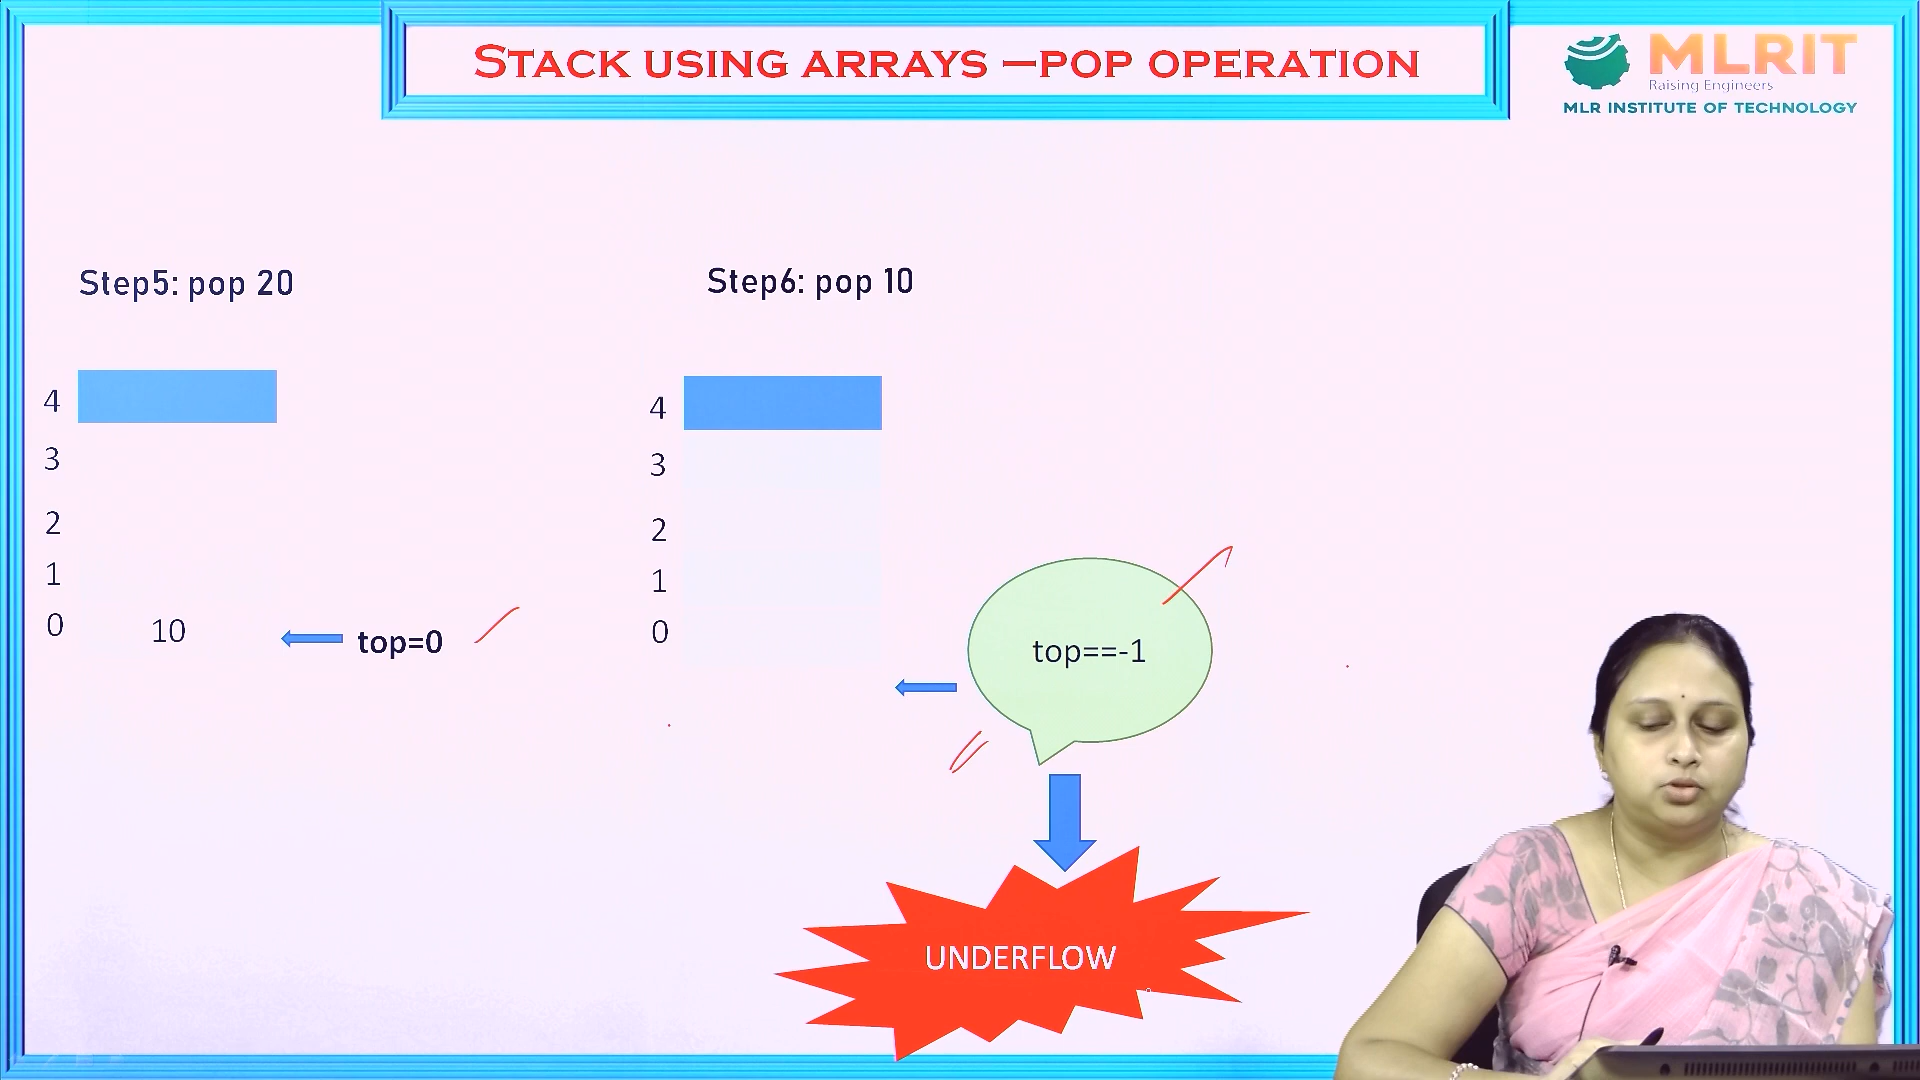 STACK USING ARRAYS –POP OPERATION
MLRIT
Raising Engineers
MLR INSTITUTE OF TECHNOLOGY
Step5: pop 20
4
3
2
1
0 10
top=0
Step6: pop 10
4
3
2
1
0
top==-1
UNDERFLOW